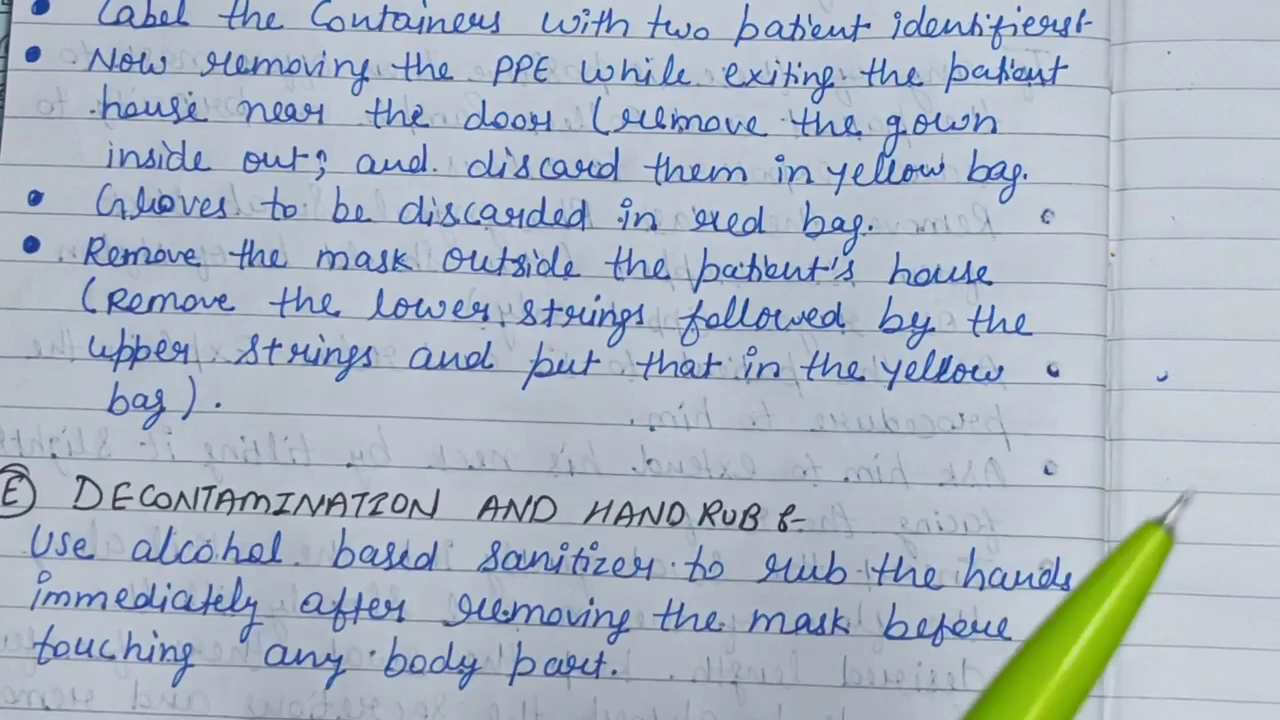 • Label the Containers with two patient identifiers:-
• Now removing the PPE while exiting the patient
house near the door (remove the gown
inside out; and discard them in yellow bag.
• Gloves to be discarded in red bag.
• Remove the mask outside the patient's house
(Remove the lower strings followed by the
upper strings and put that in the yellow
bag).
E) DECONTAMINATION AND HAND RUB :-
Use alcohol based sanitizer to rub the hands
immediately after removing the mask before
touching any body part.